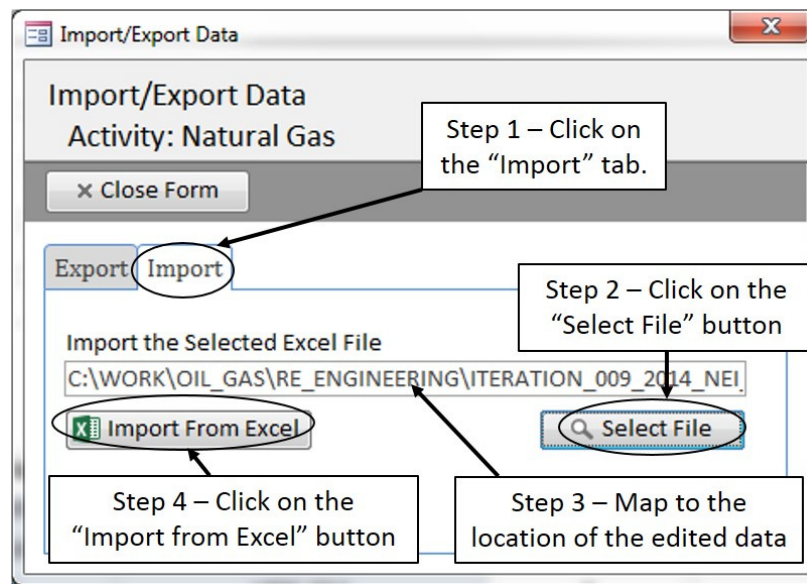 Import/Export Data
Import/Export Data
Activity: Natural Gas
Step 1 – Click on
the “Import” tab.
× Close Form
Export
Import
Step 2 – Click on the
“Select File” button
Import the Selected Excel File
C:\WORK\OIL_GAS\RE_ENGINEERING\ITERATION_009_2014_NEI_
Import From Excel
Select File
Step 4 – Click on the
“Import from Excel” button
Step 3 – Map to the
location of the edited data